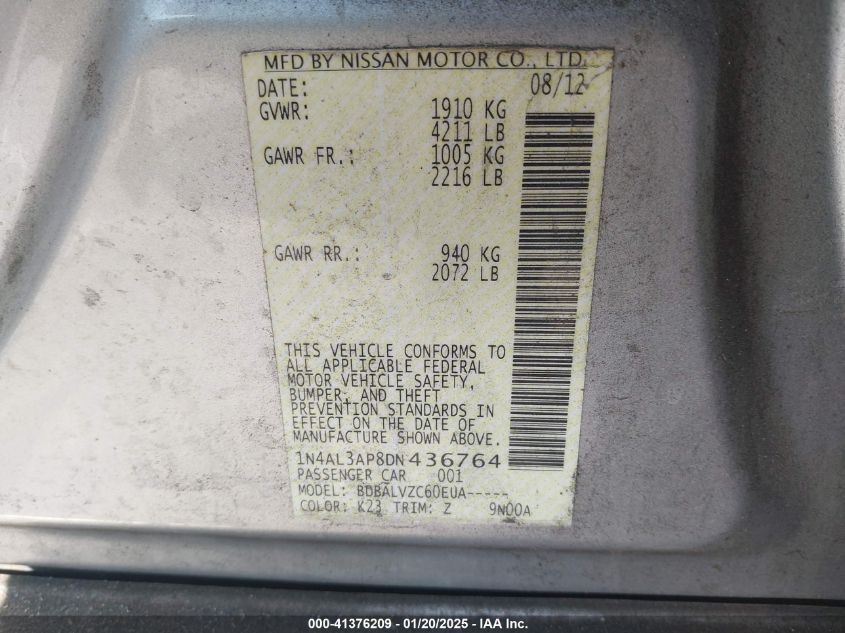 MFD BY NISSAN MOTOR CO., LTD.
DATE: 08/12
GVWR: 1910 KG
4211 LB
GAWR FR.: 1005 KG
2216 LB
GAWR RR.: 940 KG
2072 LB
THIS VEHICLE CONFORMS TO
ALL APPLICABLE FEDERAL
MOTOR VEHICLE SAFETY,
BUMPER, AND THEFT
PREVENTION STANDARDS IN
EFFECT ON THE DATE OF
MANUFACTURE SHOWN ABOVE.
1N4AL3AP8DN436764
PASSENGER CAR 001
MODEL: BDBALVZC60EUA-----
COLOR: K23 TRIM: Z 9N00A
000-41376209 - 01/20/2025 - IAA Inc.